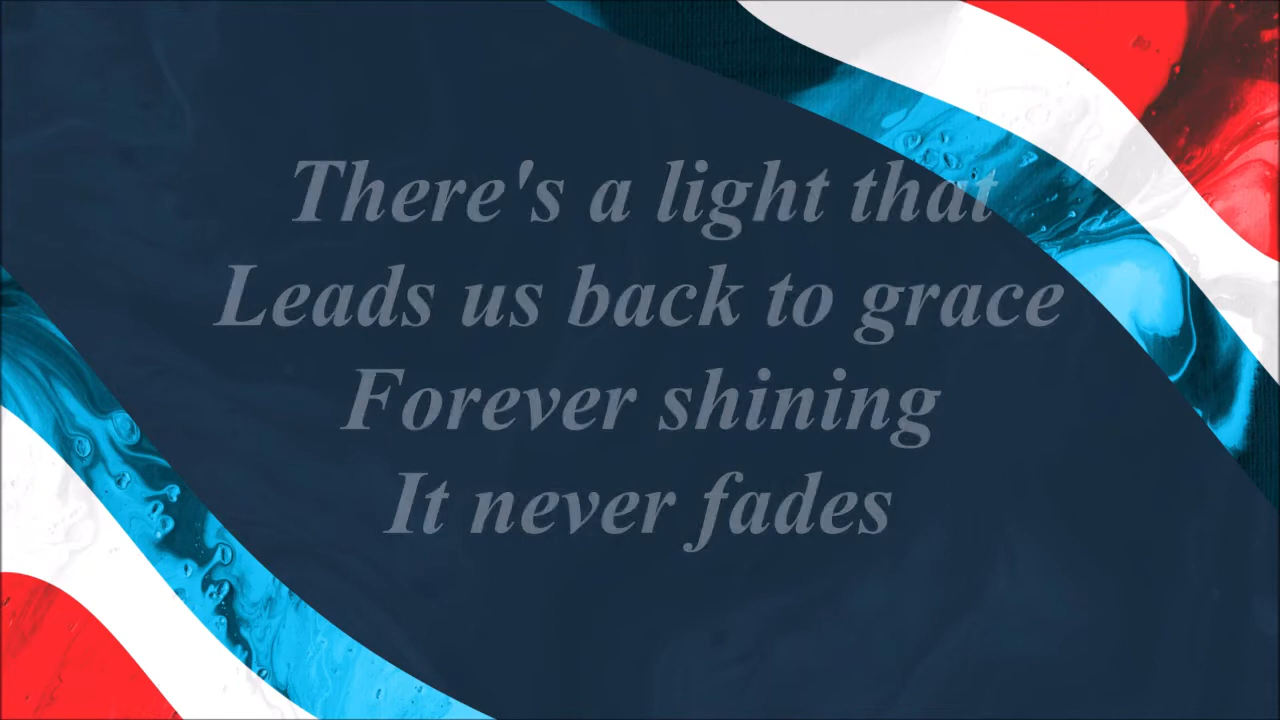 There's a light that
Leads us back to grace
Forever shining
It never fades